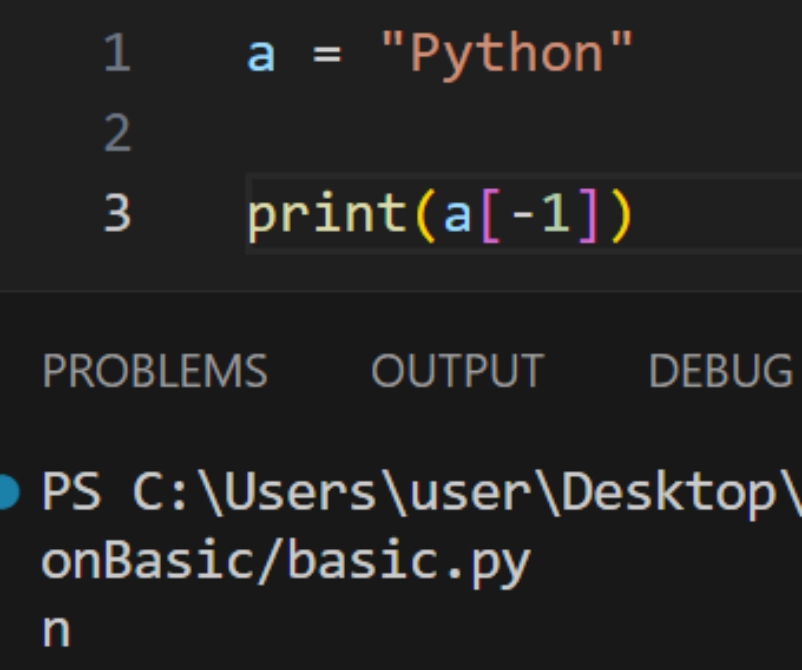 1 a = "Python"
2
3 print(a[-1])
PROBLEMS OUTPUT DEBUG
PS C:\Users\user\Desktop\
onBasic/basic.py
n